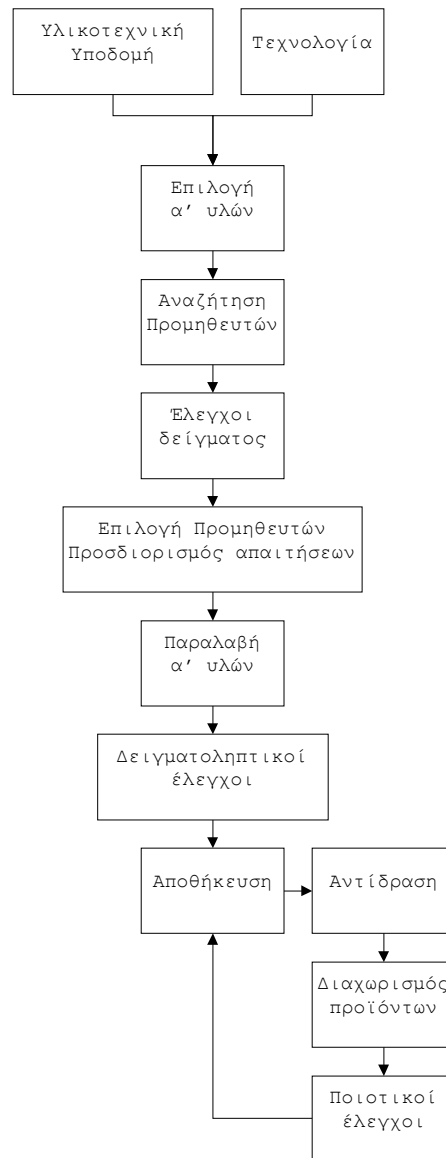 Υλικοτεχνική
Υποδομή
Τεχνολογία
Επιλογή
α’ υλών
Αναζήτηση
Προμηθευτών
Έλεγχοι
δείγματος
Επιλογή Προμηθευτών
Προσδιορισμός απαιτήσεων
Παραλαβή
α’ υλών
Δειγματοληπτικοί
έλεγχοι
Αποθήκευση
Αντίδραση
Διαχωρισμός
προϊόντων
Ποιοτικοί
έλεγχοι